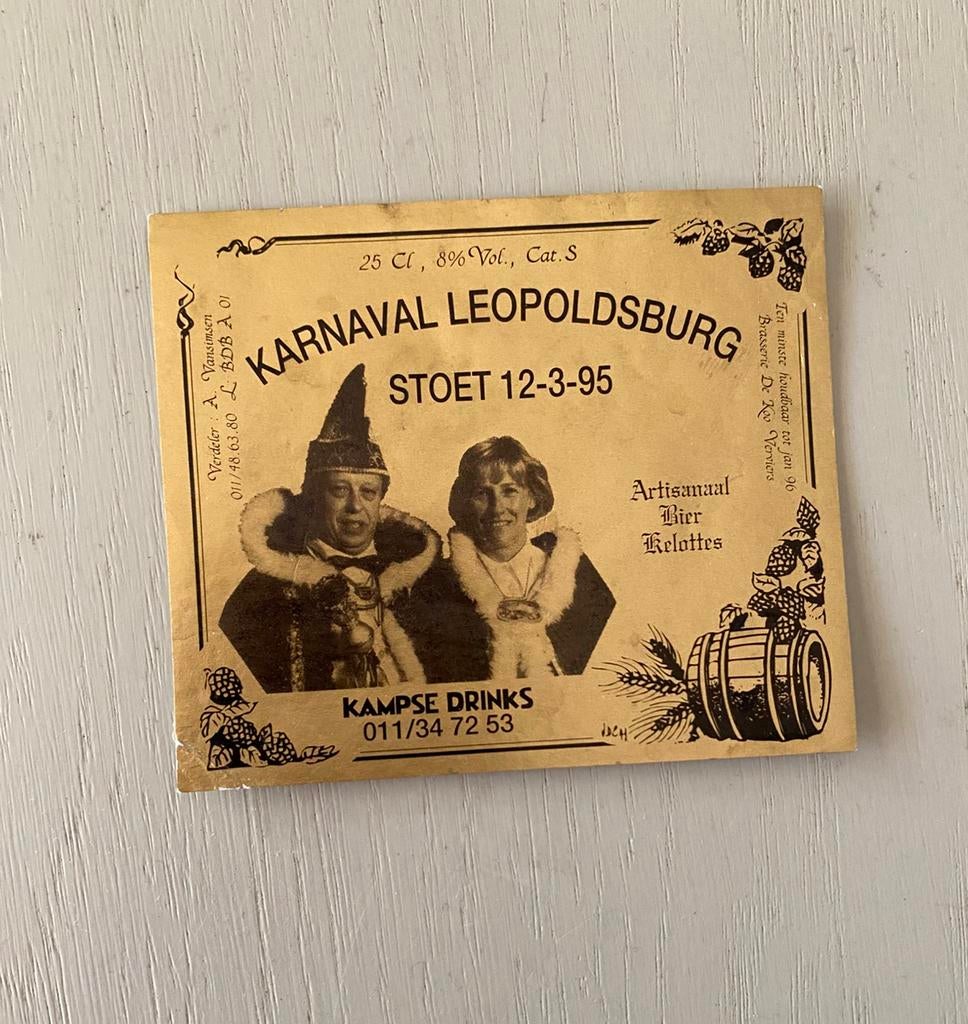 25 Cl , 8% Vol., Cat. S
KARNAVAL LEOPOLDSBURG
STOET 12-3-95
Verdeler : A. Vansimsen
011/48.63.80 L BDB A 01
Ten minste houdbaar tot jan 96
Brasserie De Koo Verviers
Artisanaal
Bier
Kelottes
KAMPSE DRINKS
011/34 72 53